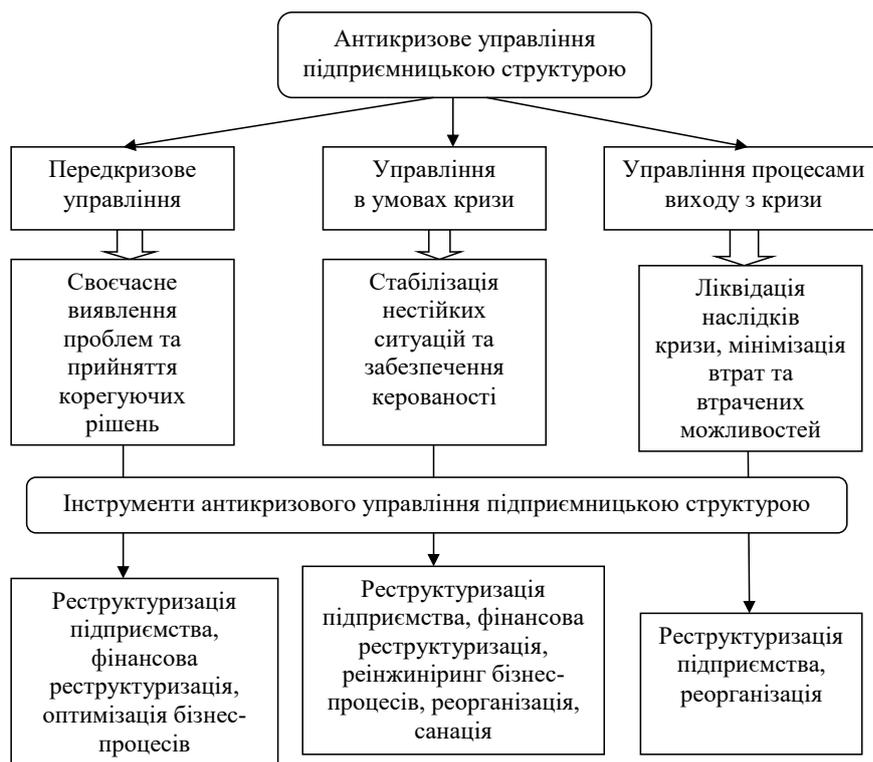 Антикризове управління
підприємницькою структурою
Передкризове
управління
Управління
в умовах кризи
Управління процесами
виходу з кризи
Своєчасне
виявлення
проблем та
прийняття
корегуючих
рішень
Стабілізація
нестійких
ситуацій та
забезпечення
керованості
Ліквідація
наслідків
кризи, мінімізація
втрат та
втрачених
можливостей
Інструменти антикризового управління підприємницькою структурою
Реструктуризація
підприємства,
фінансова
реструктуризація,
оптимізація бізнес-
процесів
Реструктуризація
підприємства, фінансова
реструктуризація,
реінжиніринг бізнес-
процесів, реорганізація,
санація
Реструктуризація
підприємства,
реорганізація